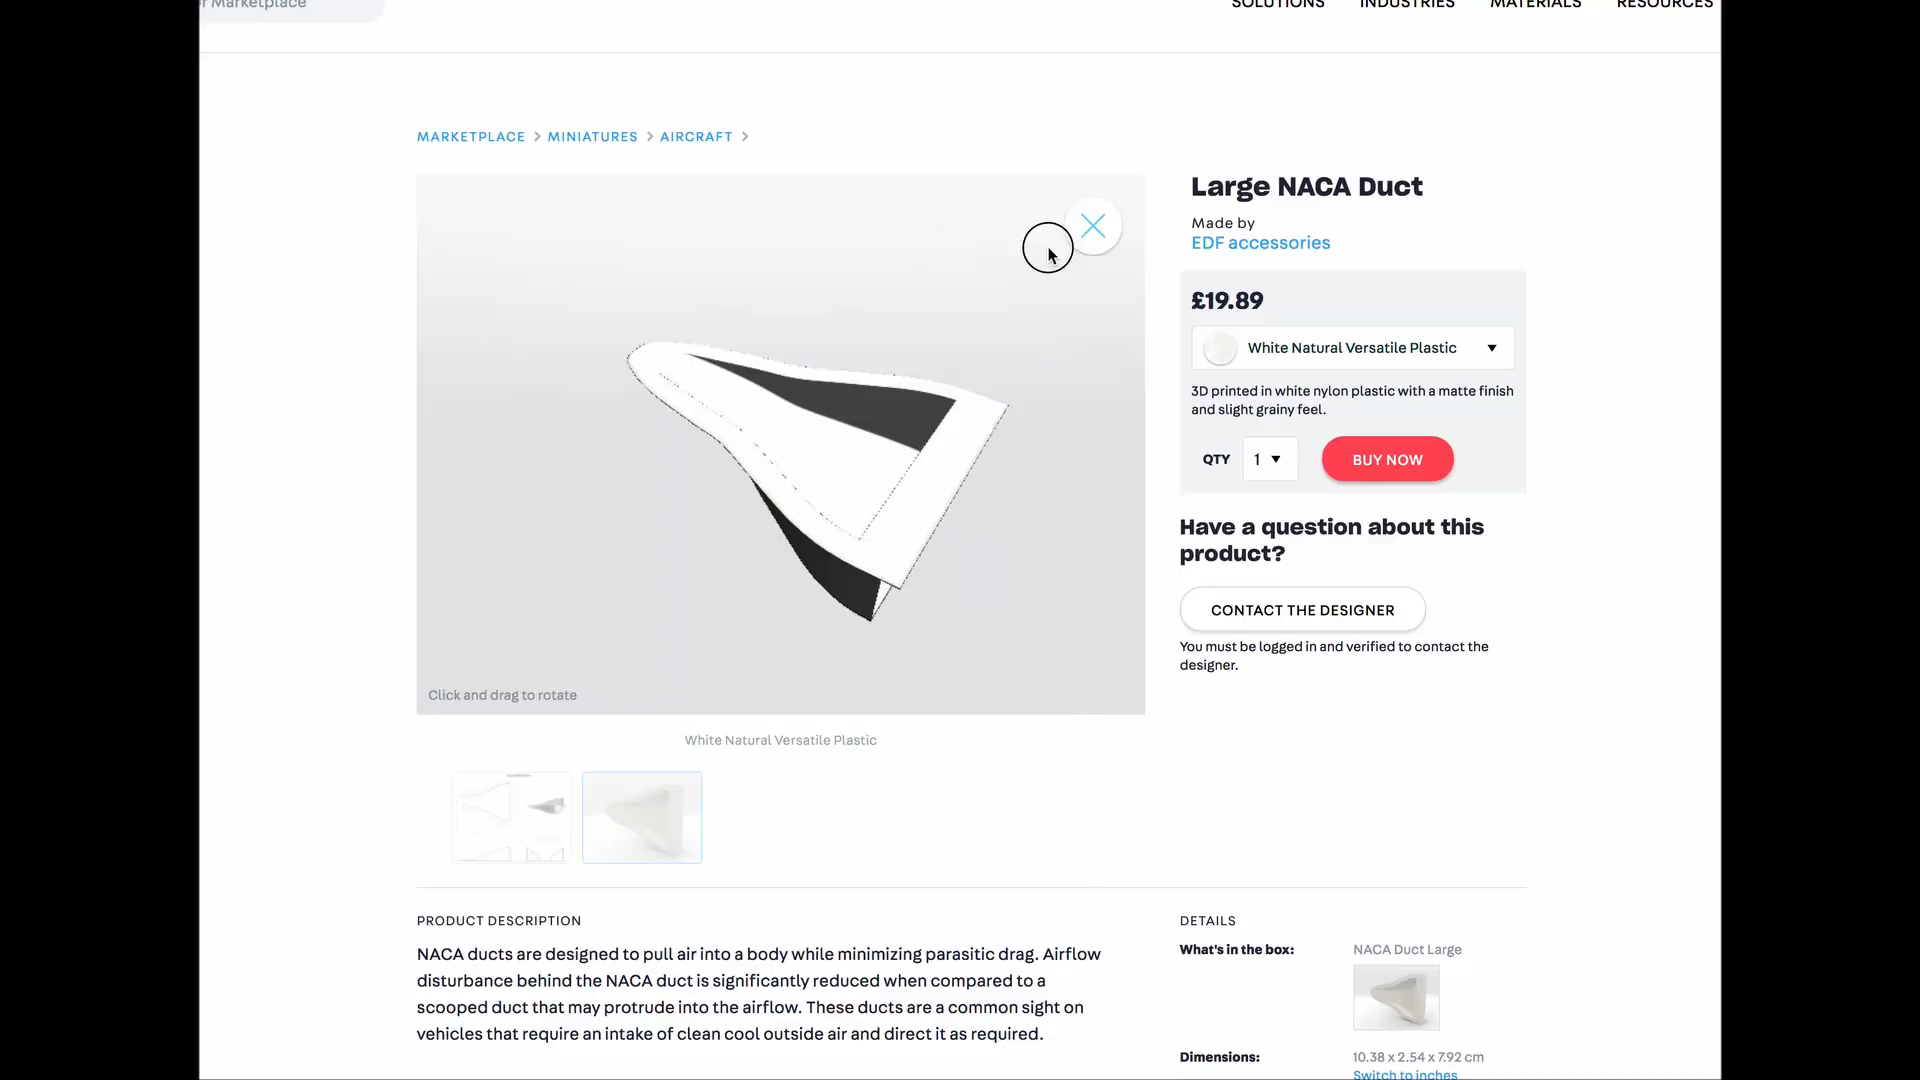 Marketplace
SOLUTIONS INDUSTRIES MATERIALS RESOURCES
MARKETPLACE > MINIATURES > AIRCRAFT >
Large NACA Duct
Made by
EDF accessories
£19.89
White Natural Versatile Plastic
3D printed in white nylon plastic with a matte finish
and slight grainy feel.
QTY 1 BUY NOW
Have a question about this
product?
CONTACT THE DESIGNER
You must be logged in and verified to contact the
designer.
Click and drag to rotate
White Natural Versatile Plastic
PRODUCT DESCRIPTION
NACA ducts are designed to pull air into a body while minimizing parasitic drag. Airflow
disturbance behind the NACA duct is significantly reduced when compared to a
scooped duct that may protrude into the airflow. These ducts are a common sight on
vehicles that require an intake of clean cool outside air and direct it as required.
DETAILS
What's in the box: NACA Duct Large
Dimensions: 10.38 x 2.54 x 7.92 cm
Switch to inches